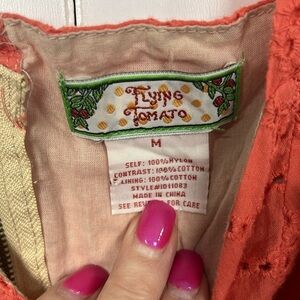 FLYING
TOMATO
M
SELF: 100% NYLON
CONTRAST: 100% COTTON
LINING: 100% COTTON
STYLE#ID11083
MADE IN CHINA
SEE REVERSE FOR CARE